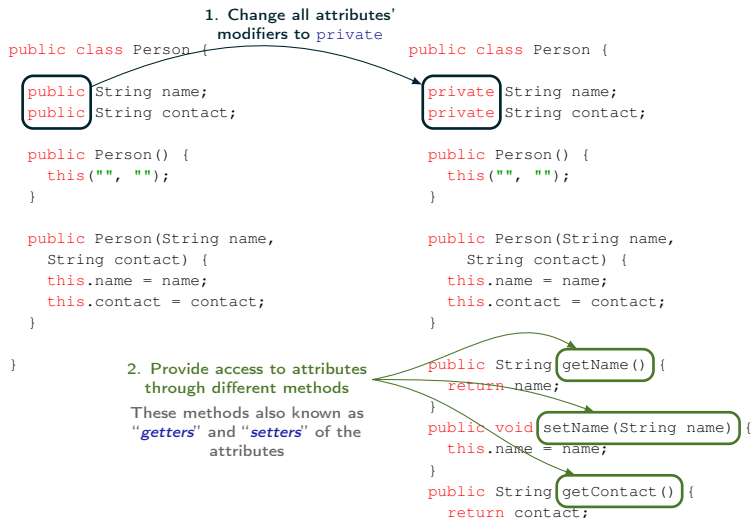 1. Change all attributes'
modifiers to private
public class Person {
public String name;
public String contact;
public Person() {
this("", "");
}
public Person(String name,
String contact) {
this.name = name;
this.contact = contact;
}
}
public class Person {
private String name;
private String contact;
public Person() {
this("", "");
}
public Person(String name,
String contact) {
this.name = name;
this.contact = contact;
}
2. Provide access to attributes
through different methods
These methods also known as
“getters” and “setters” of the
attributes
public String getName() {
return name;
}
public void setName(String name) {
this.name = name;
}
public String getContact() {
return contact;